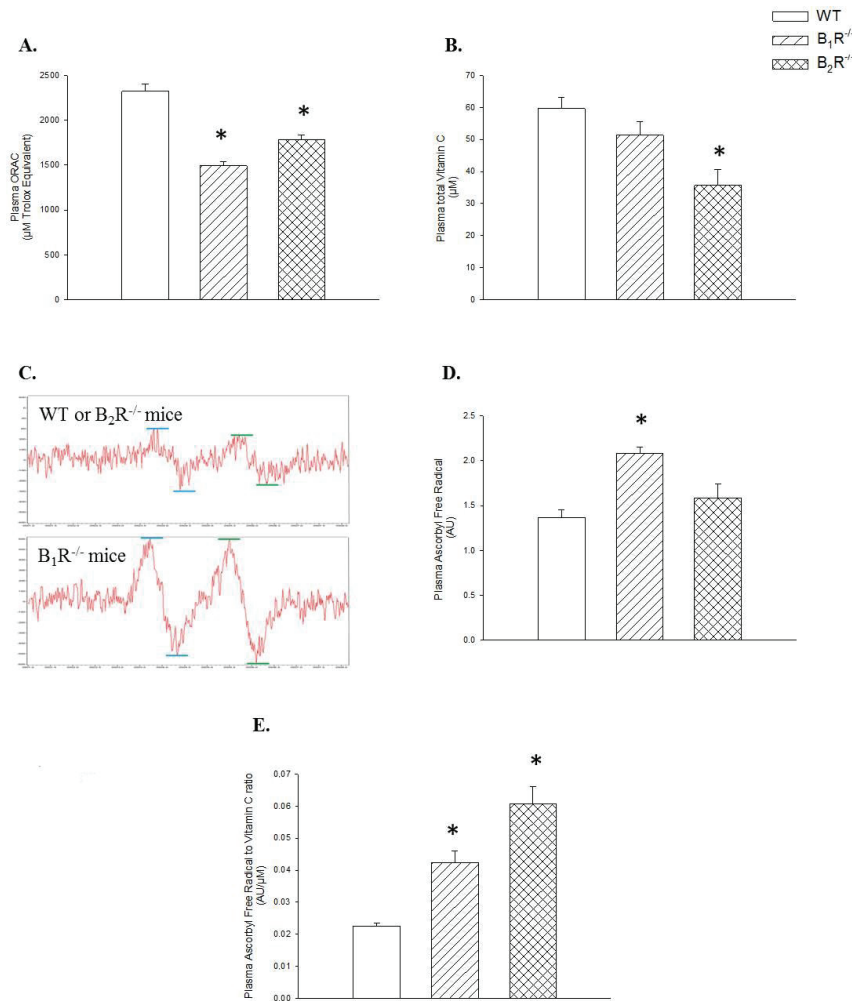 WT
B₁R⁻/⁻
B₂R⁻/⁻
A.
2500
2000
1500
1000
500
0
Plasma ORAC
(µM Trolox Equivalent)
*
*
B.
70
60
50
40
30
20
10
0
Plasma total Vitamin C
(µM)
*
C.
WT or B₂R⁻/⁻ mice
B₁R⁻/⁻ mice
D.
2.5
2.0
1.5
1.0
0.5
0.0
Plasma Ascorbyl Free Radical
(AU)
*
E.
0.07
0.06
0.05
0.04
0.03
0.02
0.01
0.00
Plasma Ascorbyl Free Radical to Vitamin C ratio
(AU/µM)
*
*